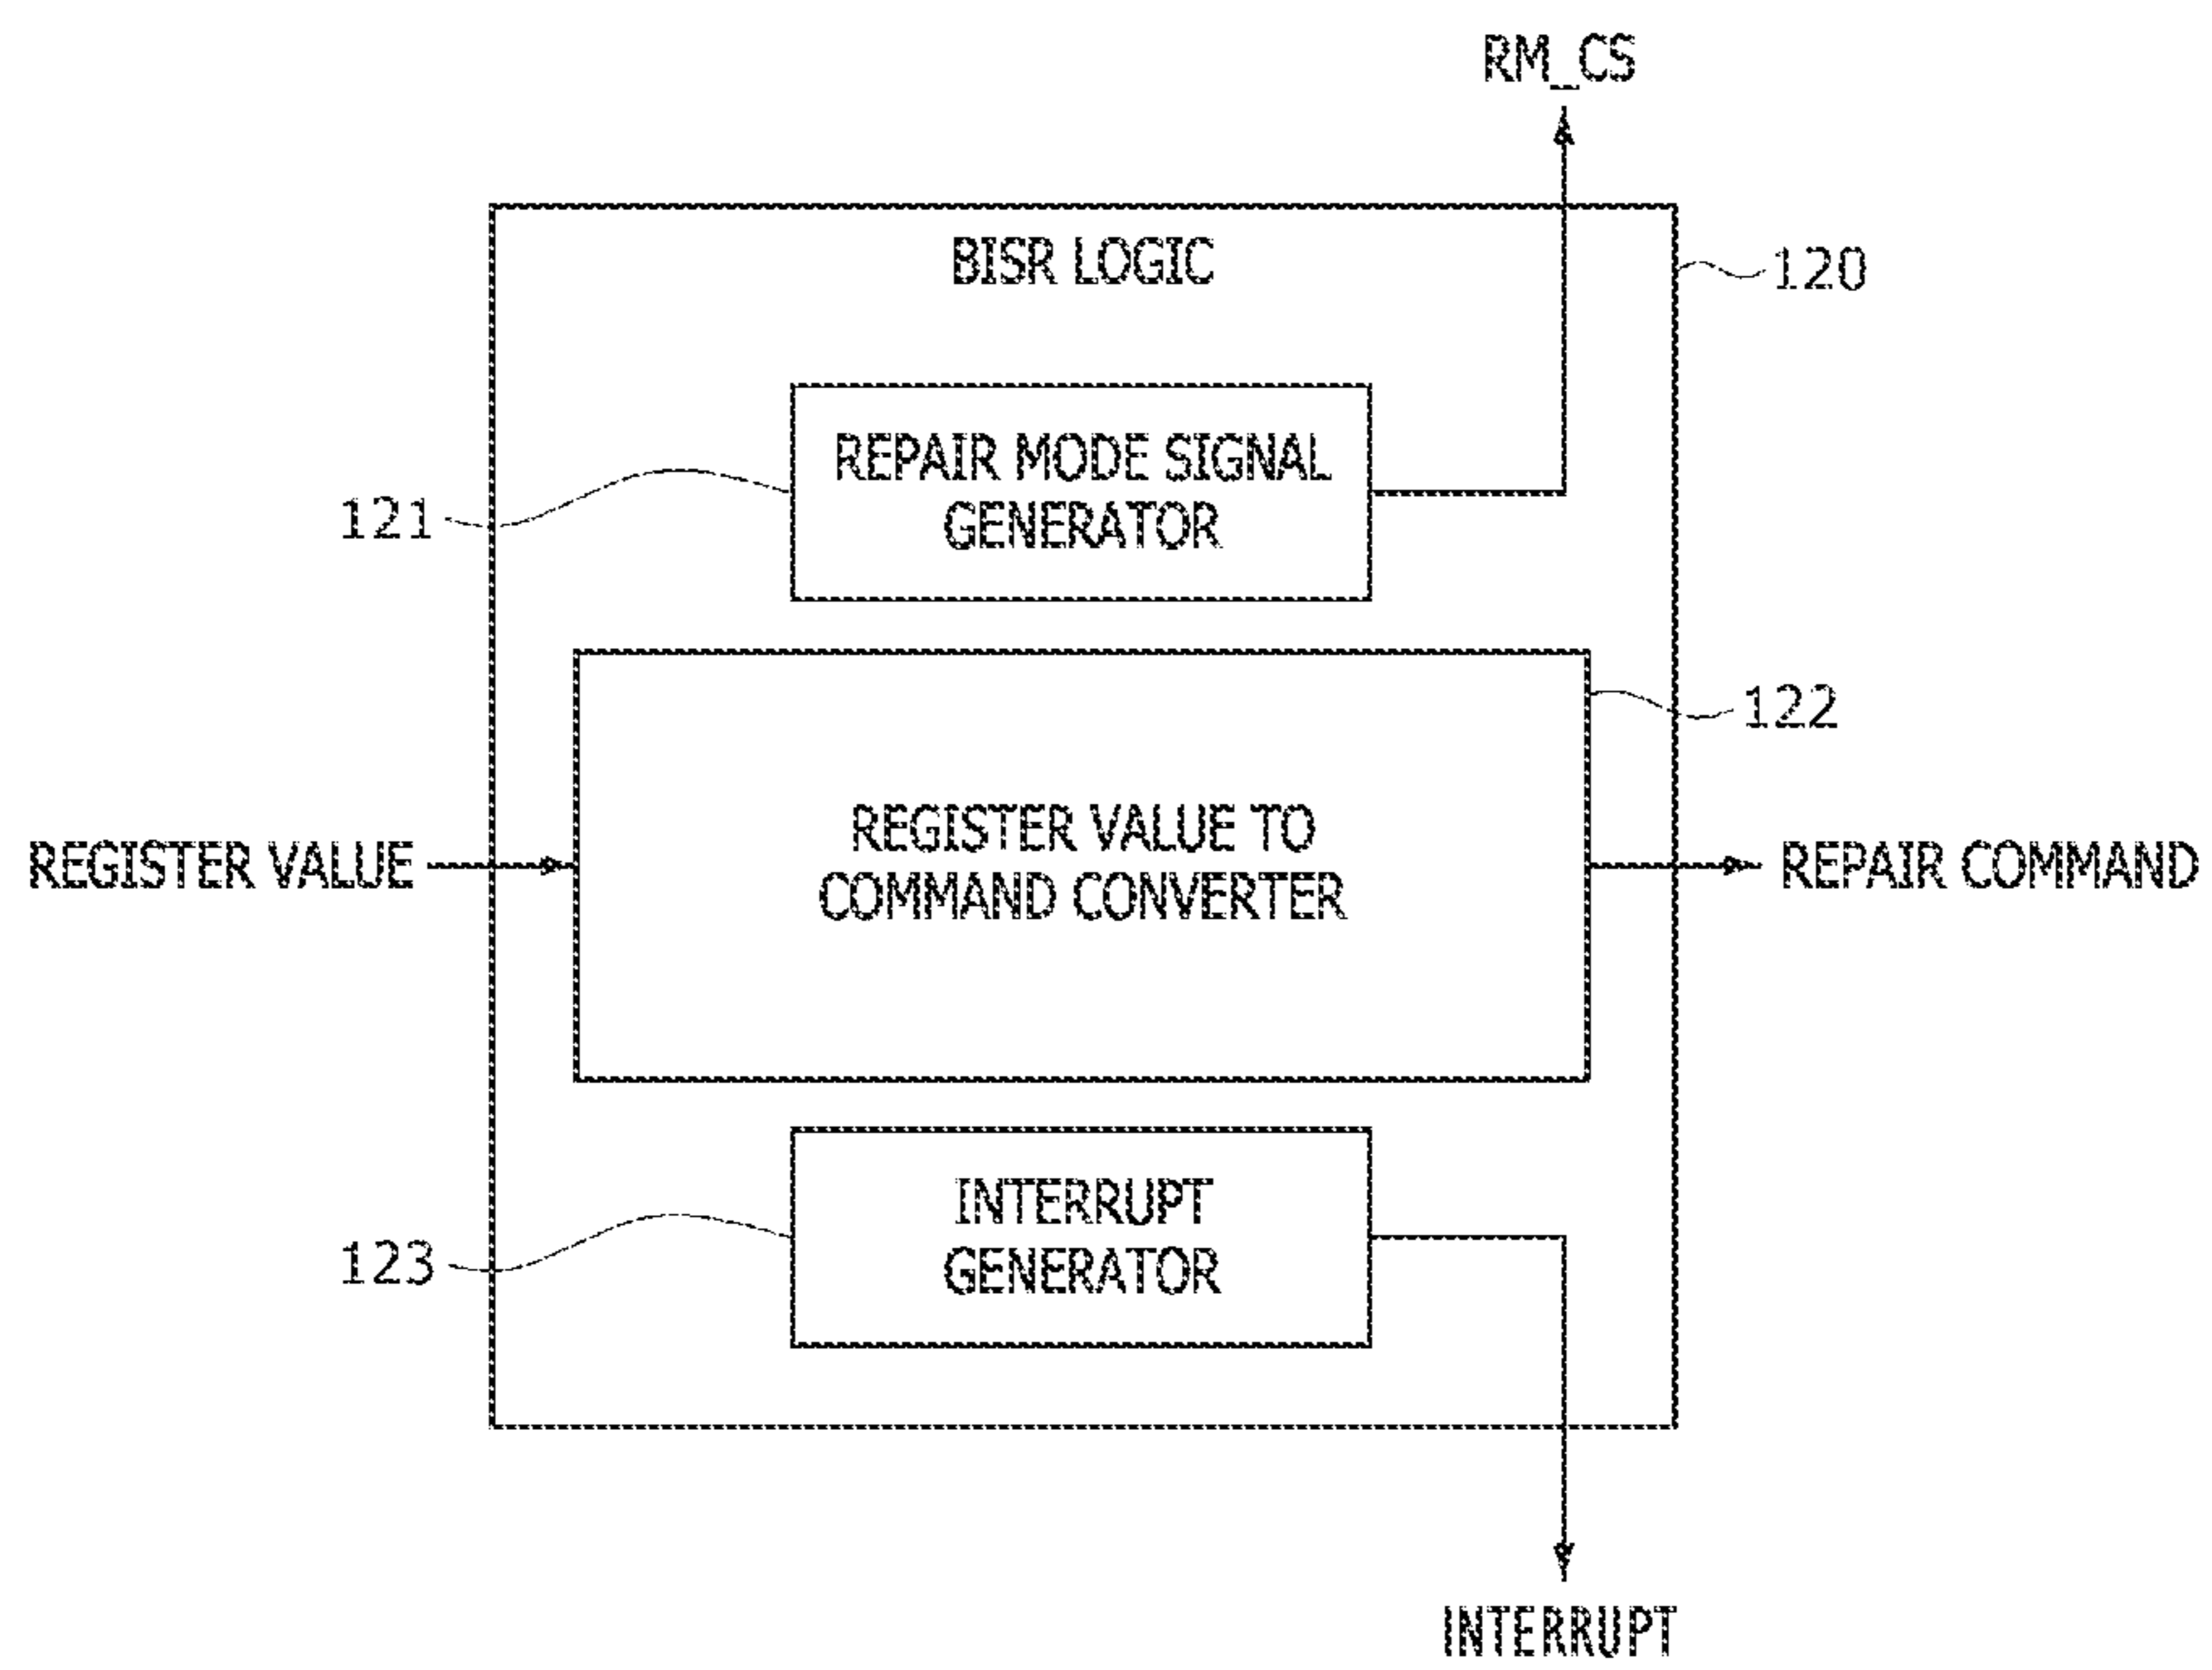 RM_CS
BISR LOGIC
120
REPAIR MODE SIGNAL
GENERATOR
121
122
REGISTER VALUE TO
COMMAND CONVERTER
REGISTER VALUE
REPAIR COMMAND
INTERRUPT
GENERATOR
123
INTERRUPT